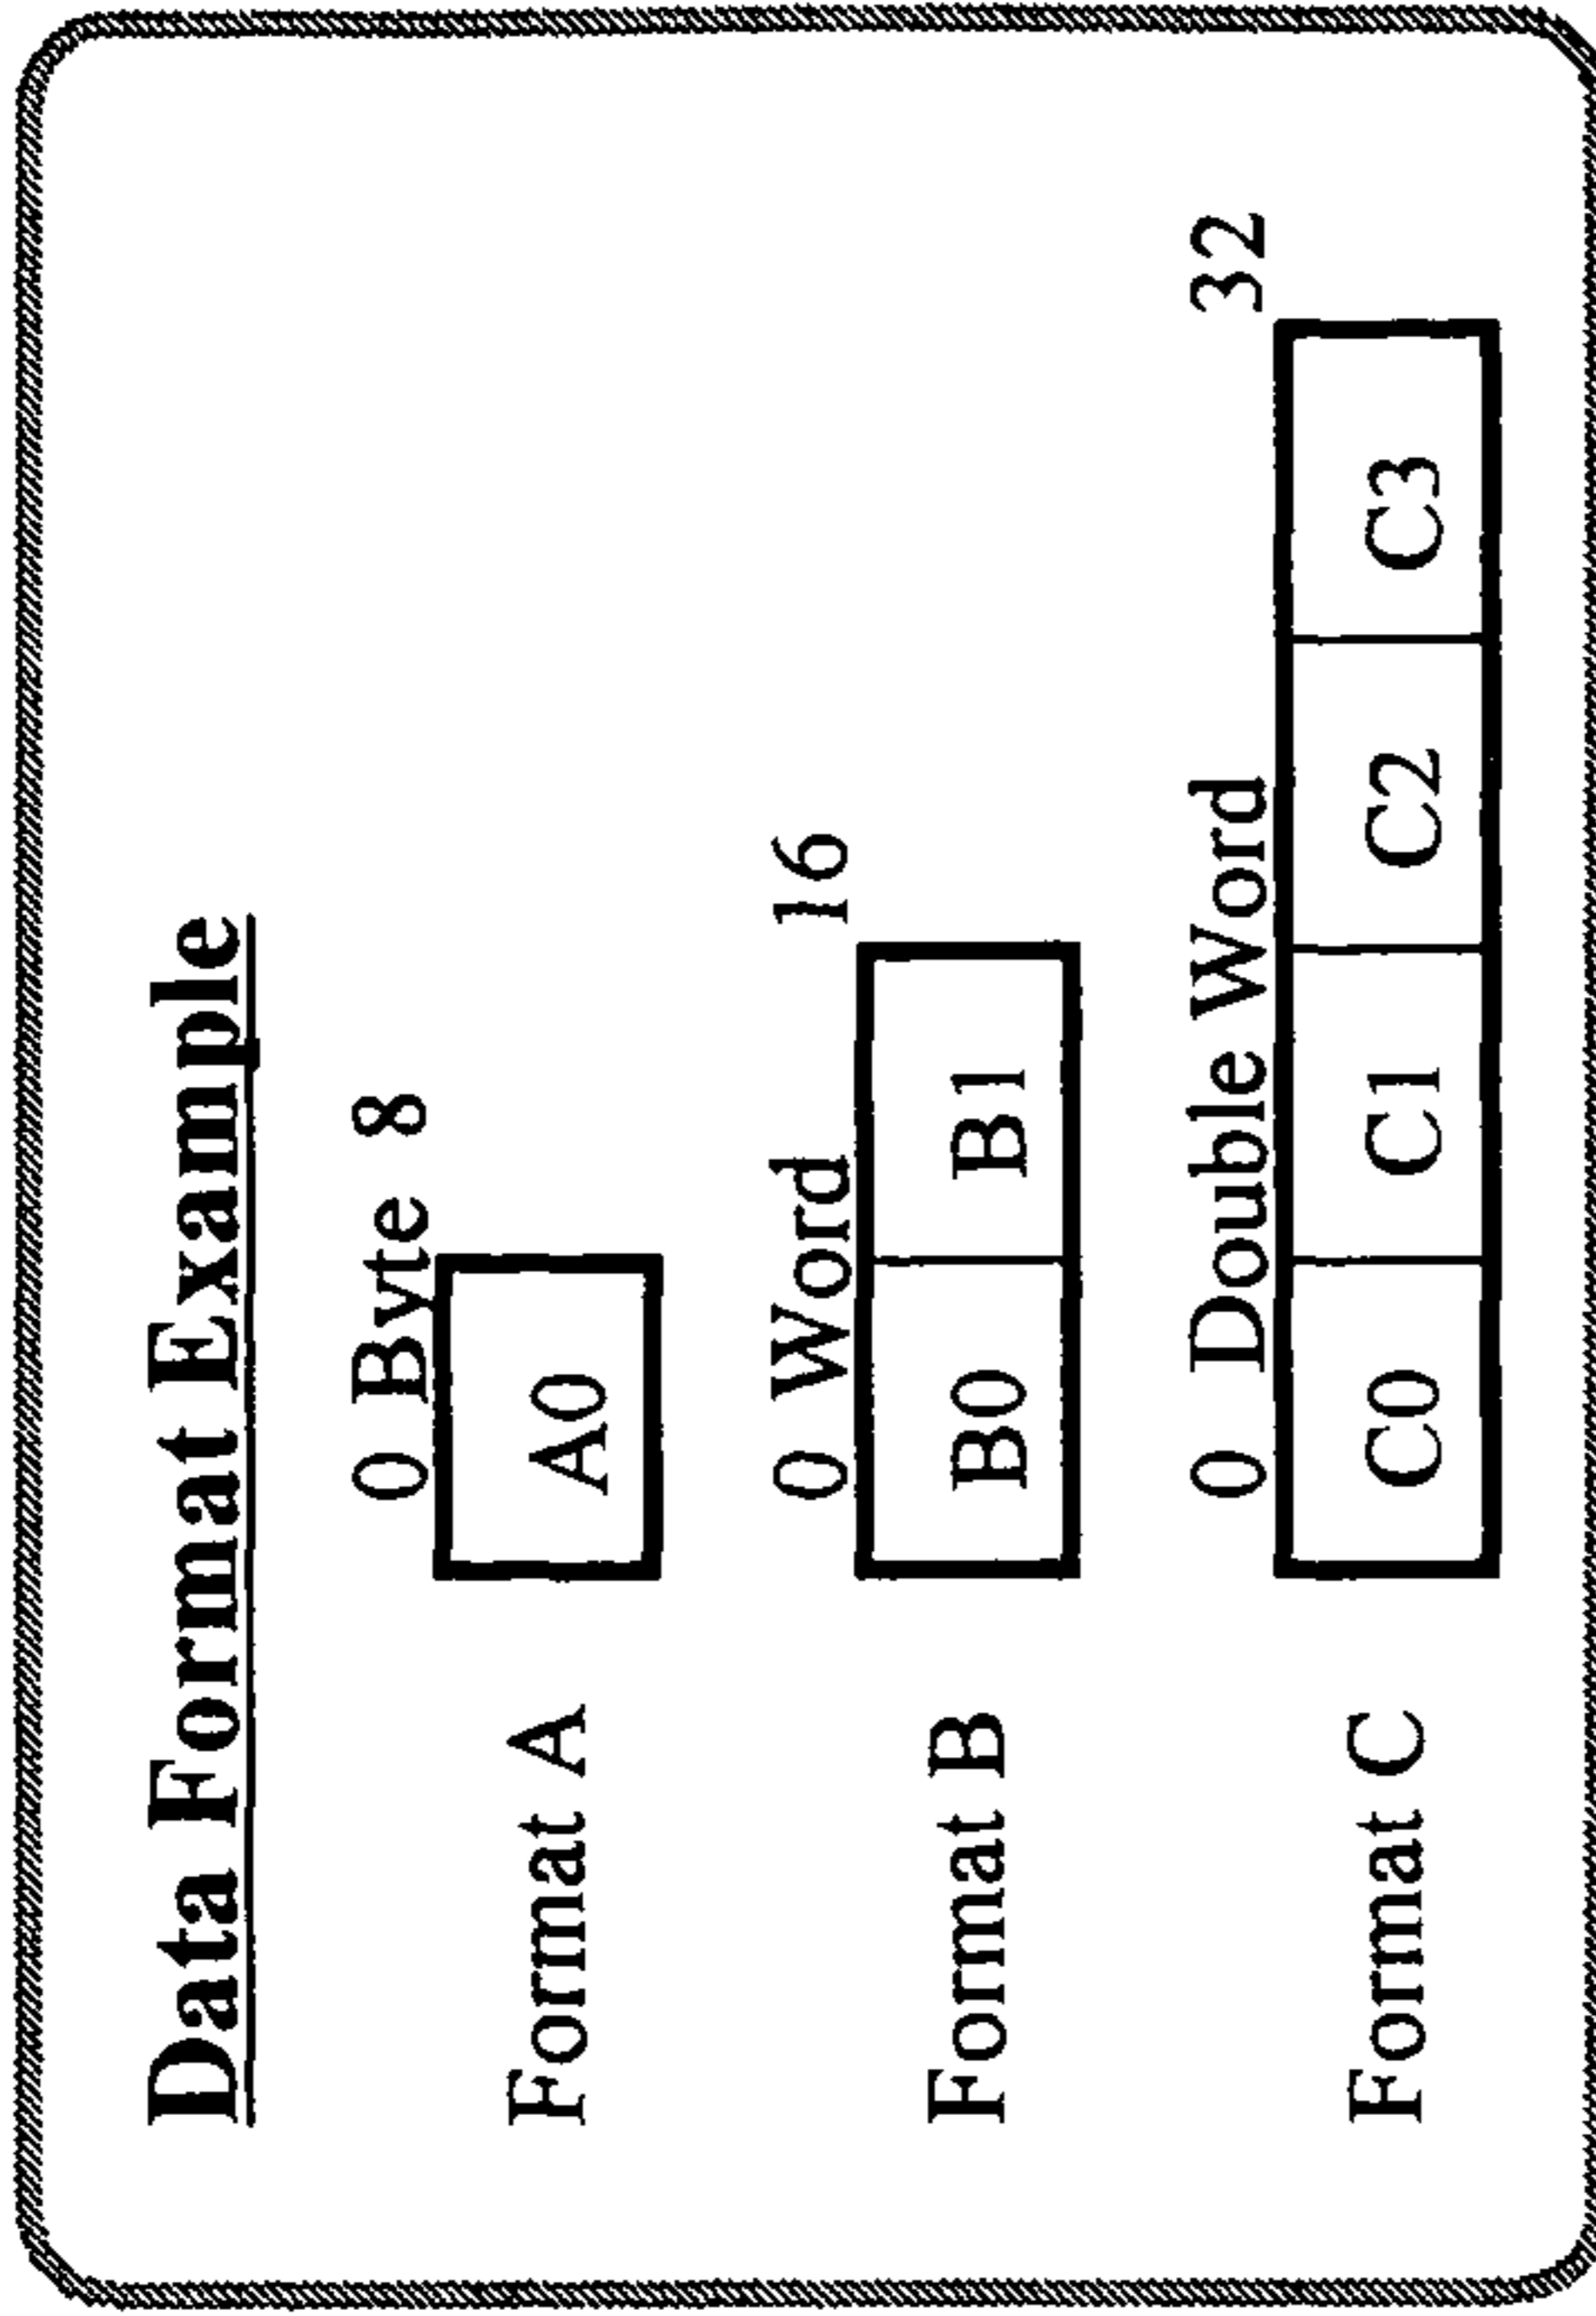 Data Format Example
0 Byte 8
Format A A0
0 Word 16
Format B B0 B1
0 Double Word 32
Format C C0 C1 C2 C3